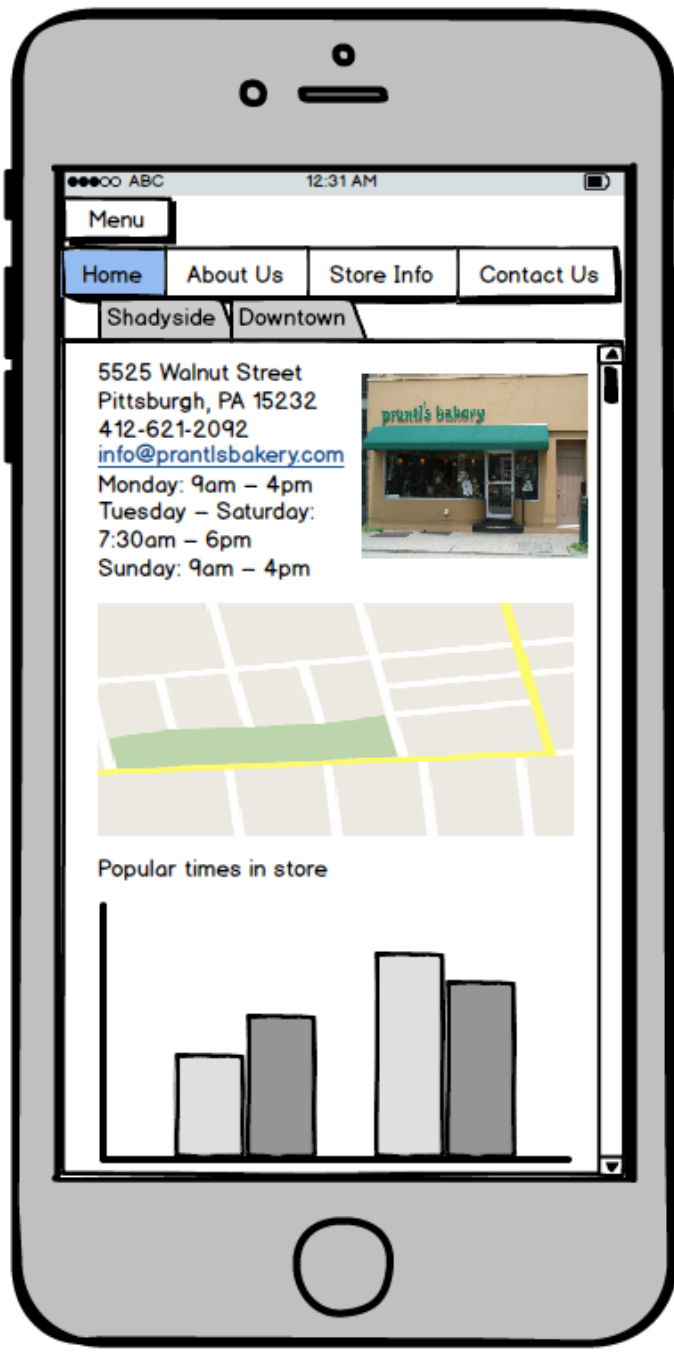 ABC 12:31 AM
Menu
Home About Us Store Info Contact Us
Shadyside Downtown
5525 Walnut Street
Pittsburgh, PA 15232
412-621-2092
info@prantlsbakery.com
Monday: 9am – 4pm
Tuesday – Saturday:
7:30am – 6pm
Sunday: 9am – 4pm
prantl's bakery
Popular times in store